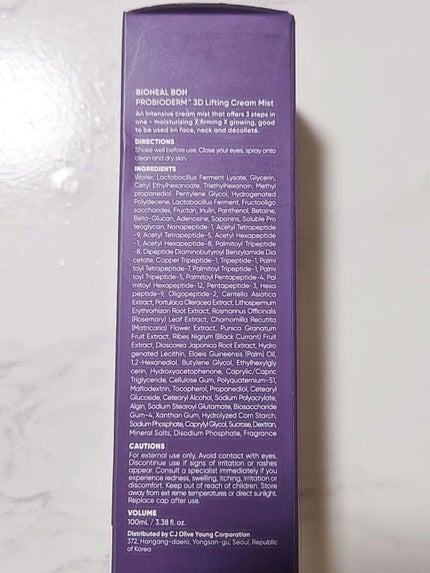 BIOHEAL BOH
PROBIODERM™ 3D Lifting Cream Mist
An intensive cream mist that offers 3 steps in
one - moisturizing X firming X glowing, good
to be used on face, neck and décolleté.
DIRECTIONS
Shake well before use. Close your eyes, spray onto
clean and dry skin.
INGREDIENTS
Water, Lactobacillus Ferment Lysate, Glycerin,
Cetyl Ethylhexanoate, Triethylhexanoin, Methyl
propanediol, Pentylene Glycol, Hydrogenated
Polydecene, Lactobacillus Ferment, Fructooligo
saccharides, Fructan, Inulin, Panthenol, Betaine,
Beta-Glucan, Adenosine, Saponins, Soluble Pro
teoglycan, Nonapeptide-1, Acetyl Tetrapeptide
-9, Acetyl Tetrapeptide-5, Acetyl Hexapeptide
-1, Acetyl Hexapeptide-8, Palmitoyl Tripeptide
-8, Dipeptide Diaminobutyroyl Benzylamide Dia
cetate, Copper Tripeptide-1, Tripeptide-1, Palmi
toyl Tetrapeptide-7, Palmitoyl Tripeptide-1, Palmi
toyl Tripeptide-5, Palmitoyl Pentapeptide-4, Pal
mitoyl Hexapeptide-12, Pentapeptide-3, Hexa
peptide-9, Oligopeptide-2, Centella Asiatica
Extract, Portulaca Oleracea Extract, Lithospermum
Erythrorhizon Root Extract, Rosmarinus Officinalis
(Rosemary) Leaf Extract, Chamomilla Recutita
(Matricaria) Flower Extract, Punica Granatum
Fruit Extract, Ribes Nigrum (Black Currant) Fruit
Extract, Dioscorea Japonica Root Extract, Hydro
genated Lecithin, Elaeis Guineensis (Palm) Oil,
1,2-Hexanediol, Butylene Glycol, Ethylhexylgly
cerin, Hydroxyacetophenone, Caprylic/Capric
Triglyceride, Cellulose Gum, Polyquaternium-51,
Maltodextrin, Tocopherol, Propanediol, Cetearyl
Glucoside, Cetearyl Alcohol, Sodium Polyacrylate,
Algin, Sodium Stearoyl Glutamate, Biosaccharide
Gum-4, Xanthan Gum, Hydrolyzed Corn Starch,
Sodium Phosphate, Caprylyl Glycol, Sucrose, Dextran,
Mineral Salts, Disodium Phosphate, Fragrance
CAUTIONS
For external use only. Avoid contact with eyes.
Discontinue use if signs of irritation or rashes
appear. Consult a specialist immediately if you
experience redness, swelling, itching, irritation or
discomfort. Keep out of reach of children. Store
away from ext reme temperatures or direct sunlight.
Replace cap after use.
VOLUME
100mL / 3.38 fl. oz.
Distributed by CJ Olive Young Corporation
372, Hangang-daero, Yongsan-gu, Seoul, Republic
of Korea